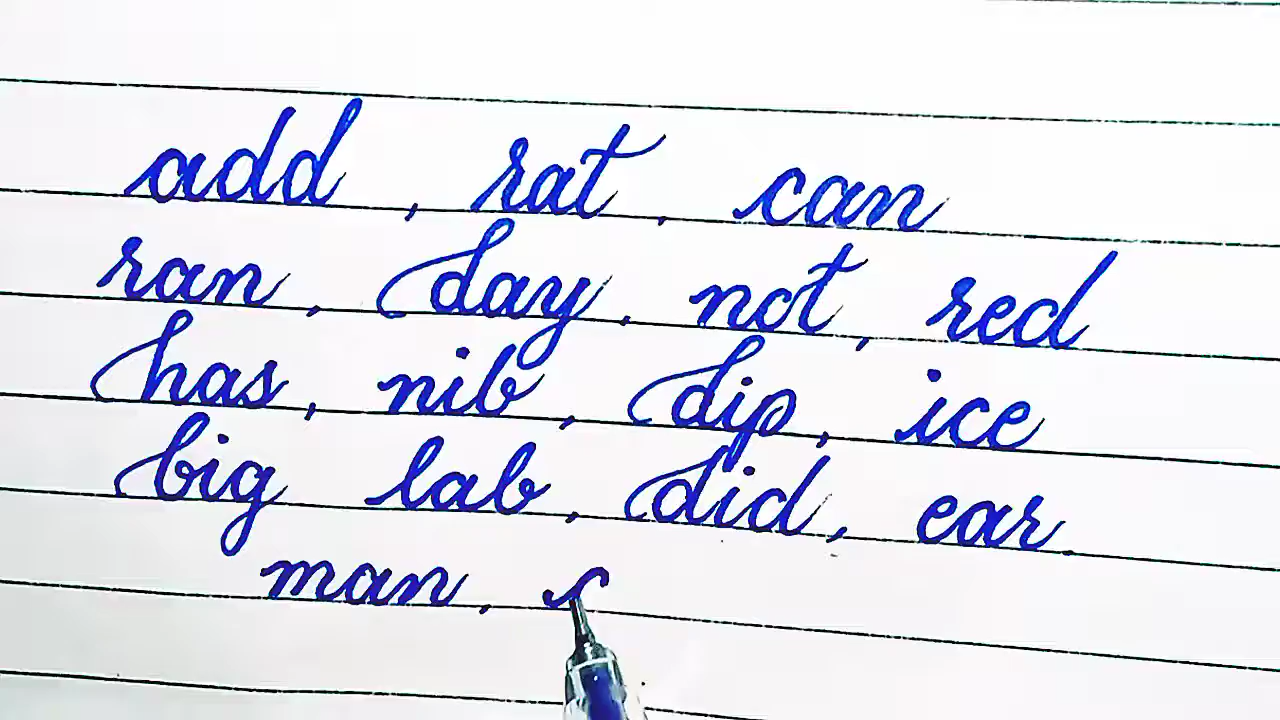 add, rat, can
ran, day, not, red
has, nib, dip, ice
big lab, did, ear.
man,